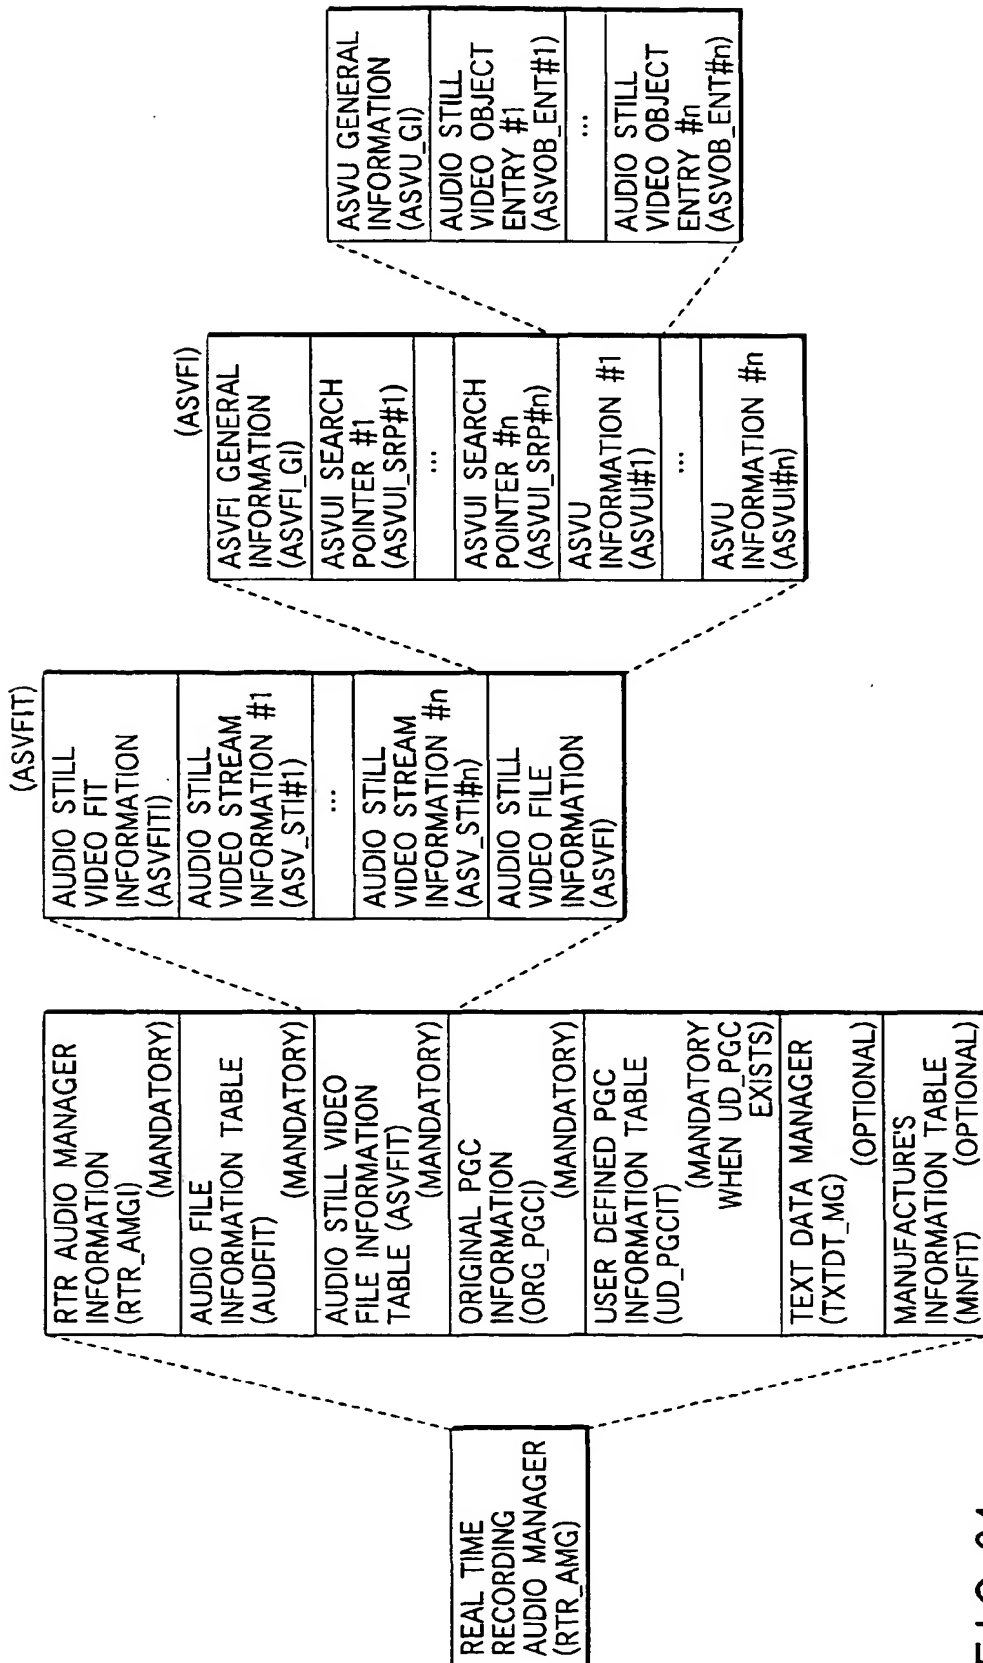 REAL TIME
RECORDING
AUDIO MANAGER
(RTR_AMG)
RTR AUDIO MANAGER
INFORMATION
(RTR_AMGI)
(MANDATORY)
AUDIO FILE
INFORMATION TABLE
(AUDFIT)
(MANDATORY)
AUDIO STILL VIDEO
FILE INFORMATION
TABLE (ASVFIT)
(MANDATORY)
ORIGINAL PGC
INFORMATION
(ORG_PGCI)
(MANDATORY)
USER DEFINED PGC
INFORMATION TABLE
(UD_PGCIT)
(MANDATORY
WHEN UD_PGC
EXISTS)
TEXT DATA MANAGER
(TXTDT_MG)
(OPTIONAL)
MANUFACTURE'S
INFORMATION TABLE
(MNFIT) (OPTIONAL)
(ASVFIT)
AUDIO STILL
VIDEO FIT
INFORMATION
(ASVFITI)
AUDIO STILL
VIDEO STREAM
INFORMATION #1
(ASV_STI#1)
...
AUDIO STILL
VIDEO STREAM
INFORMATION #n
(ASV_STI#n)
AUDIO STILL
VIDEO FILE
INFORMATION
(ASVFI)
(ASVFI)
ASVFI GENERAL
INFORMATION
(ASVFI_GI)
ASVUI SEARCH
POINTER #1
(ASVUI_SRP#1)
...
ASVUI SEARCH
POINTER #n
(ASVUI_SRP#n)
ASVU
INFORMATION #1
(ASVUI#1)
...
ASVU
INFORMATION #n
(ASVUI#n)
ASVU GENERAL
INFORMATION
(ASVU_GI)
AUDIO STILL
VIDEO OBJECT
ENTRY #1
(ASVOB_ENT#1)
...
AUDIO STILL
VIDEO OBJECT
ENTRY #n
(ASVOB_ENT#n)